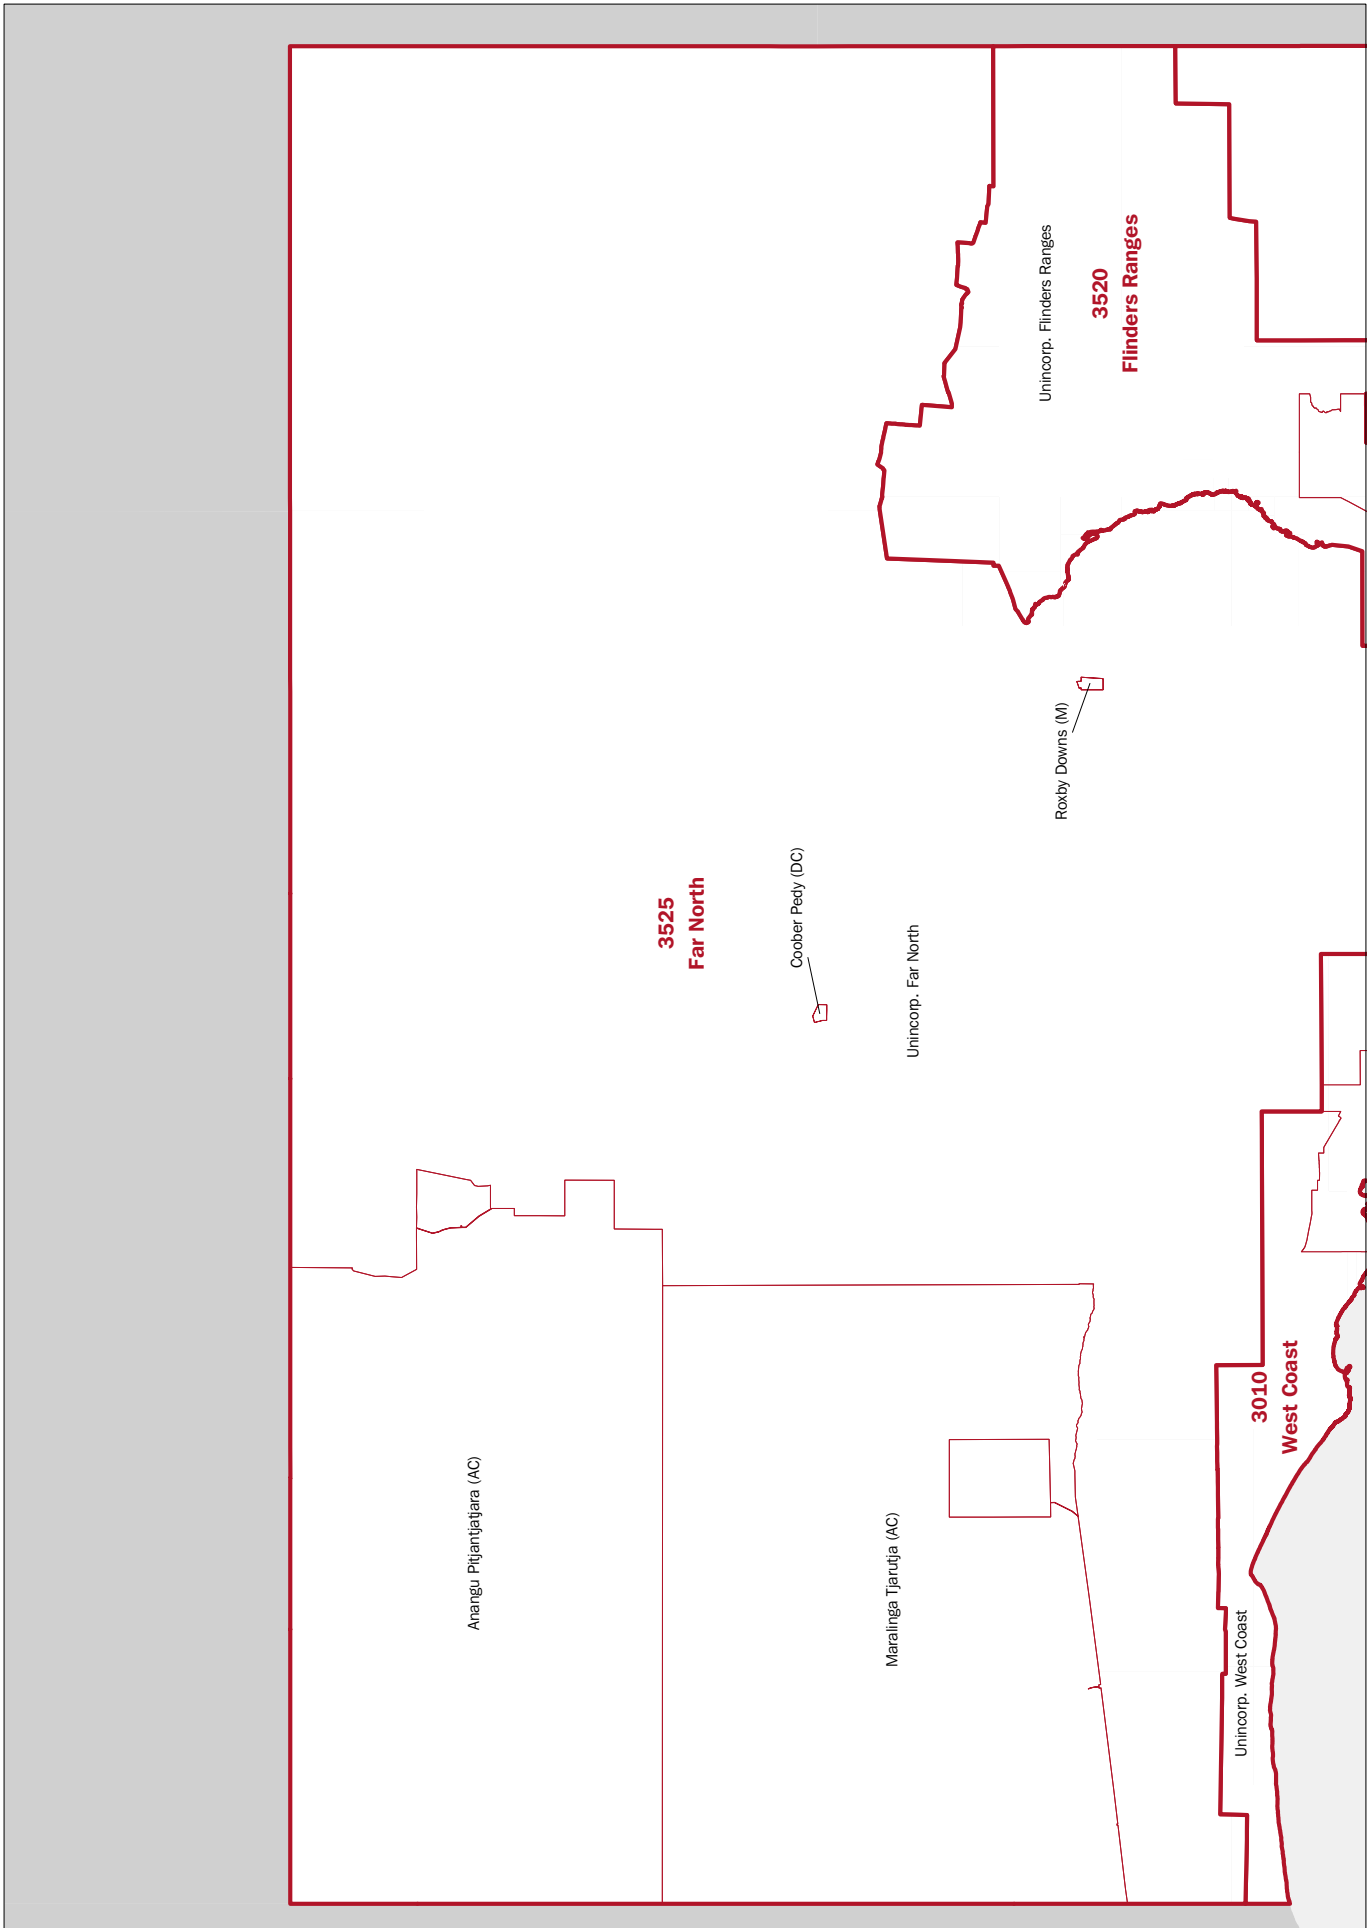 Anangu Pitjantjatjara (AC)
3525
Far North
Coober Pedy (DC)
Maralinga Tjarutja (AC)
Unincorp. Far North
Unincorp. Flinders Ranges
Roxby Downs (M)
3520
Flinders Ranges
Unincorp. West Coast
3010
West Coast